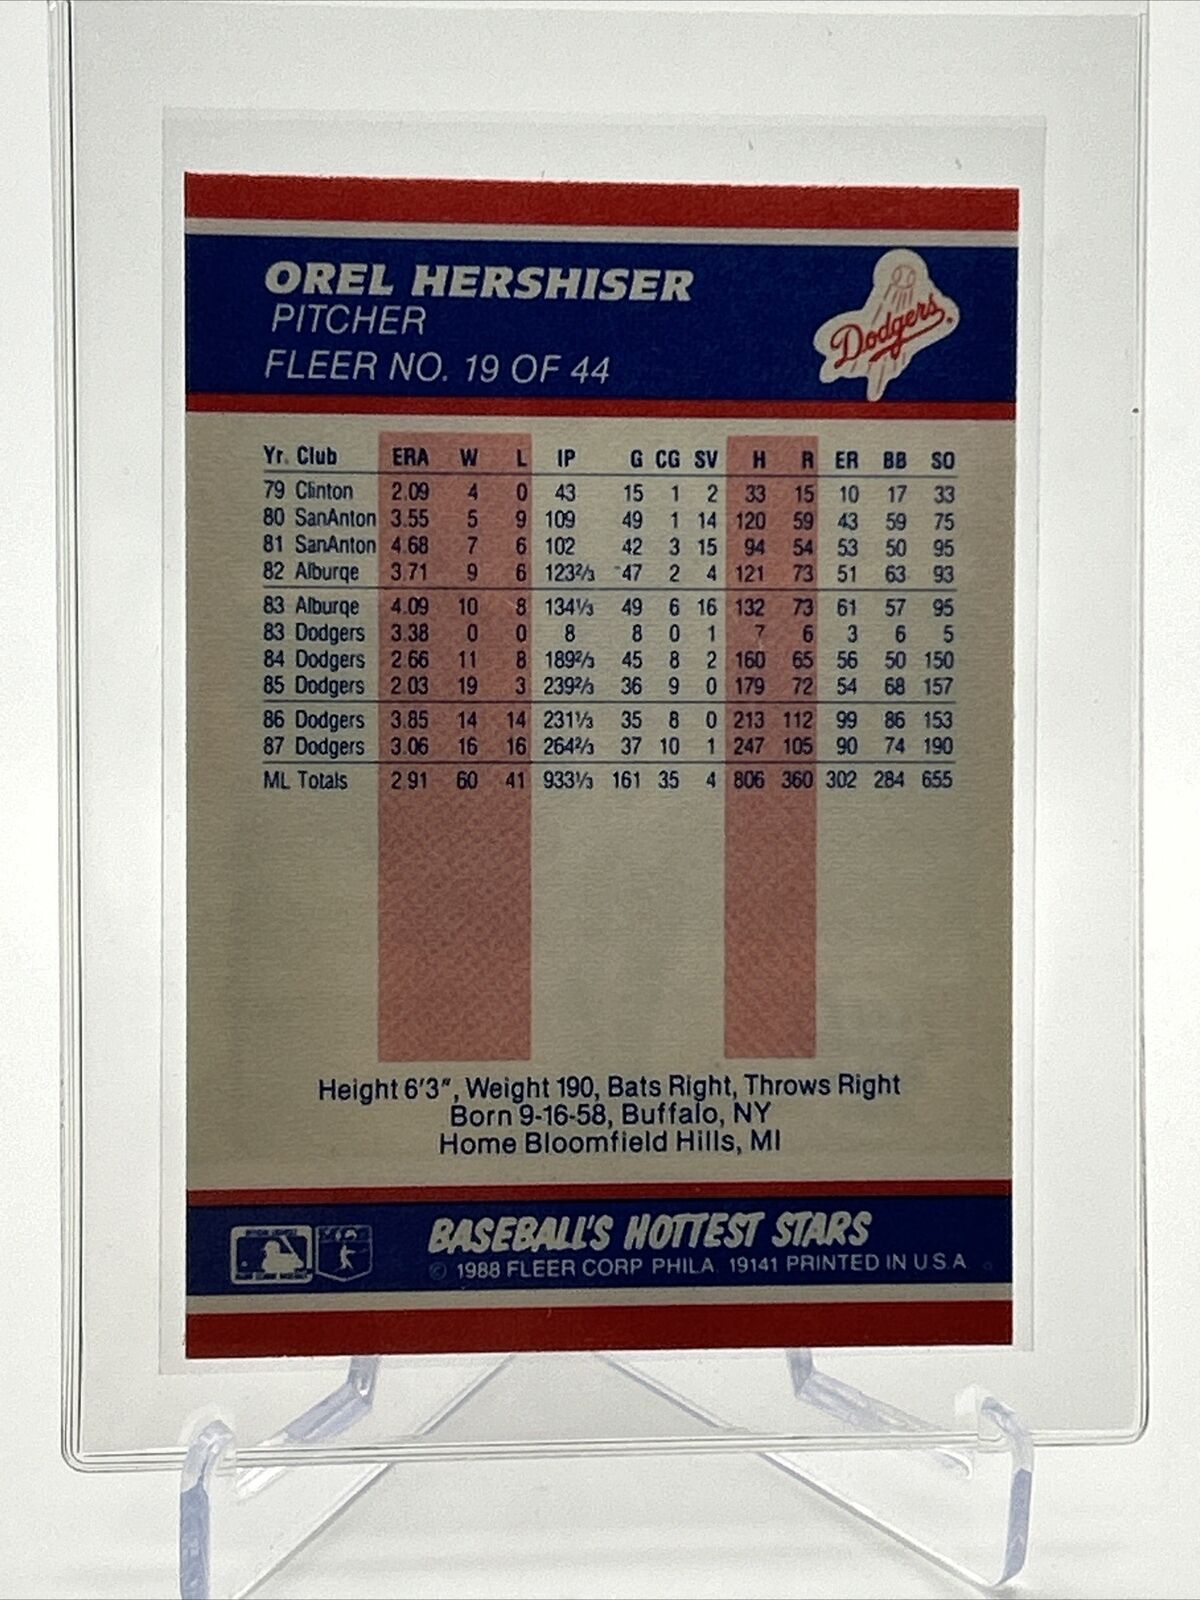 OREL HERSHISER
PITCHER
FLEER NO. 19 OF 44
Dodgers
Yr. Club ERA W L IP G CG SV H R ER BB SO
79 Clinton 2.09 4 0 43 15 1 2 33 15 10 17 33
80 SanAnton 3.55 5 9 109 49 1 14 120 59 43 59 75
81 SanAnton 4.68 7 6 102 42 3 15 94 54 53 50 95
82 Alburqe 3.71 9 6 123⅔ 47 2 4 121 73 51 63 93
83 Alburqe 4.09 10 8 134⅓ 49 6 16 132 73 61 57 95
83 Dodgers 3.38 0 0 8 8 0 1 7 6 3 6 5
84 Dodgers 2.66 11 8 189⅔ 45 8 2 160 65 56 50 150
85 Dodgers 2.03 19 3 239⅔ 36 9 0 179 72 54 68 157
86 Dodgers 3.85 14 14 231⅓ 35 8 0 213 112 99 86 153
87 Dodgers 3.06 16 16 264⅔ 37 10 1 247 105 90 74 190
ML Totals 2.91 60 41 933⅓ 161 35 4 806 360 302 284 655
Height 6'3", Weight 190, Bats Right, Throws Right
Born 9-16-58, Buffalo, NY
Home Bloomfield Hills, MI
BASEBALL'S HOTTEST STARS
© 1988 FLEER CORP PHILA. 19141 PRINTED IN U.S.A.